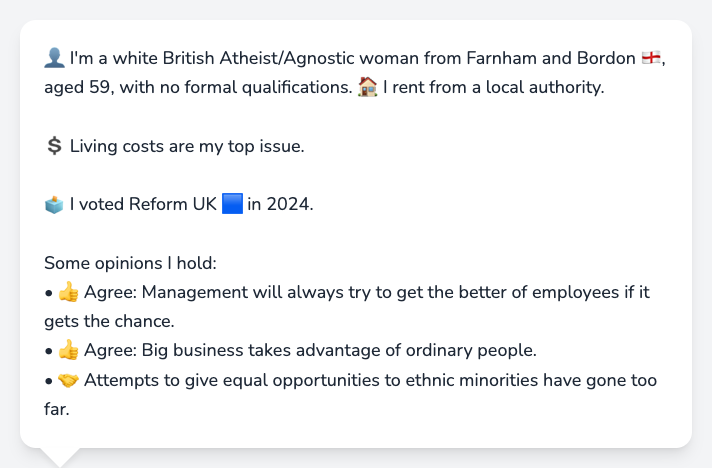 👤 I'm a white British Atheist/Agnostic woman from Farnham and Bordon 🏴󠁧󠁢󠁥󠁮󠁧󠁿,
aged 59, with no formal qualifications. 🏠 I rent from a local authority.
💲 Living costs are my top issue.
🗳️ I voted Reform UK 🟦 in 2024.
Some opinions I hold:
• 👍 Agree: Management will always try to get the better of employees if it
gets the chance.
• 👍 Agree: Big business takes advantage of ordinary people.
• 🤝 Attempts to give equal opportunities to ethnic minorities have gone too
far.